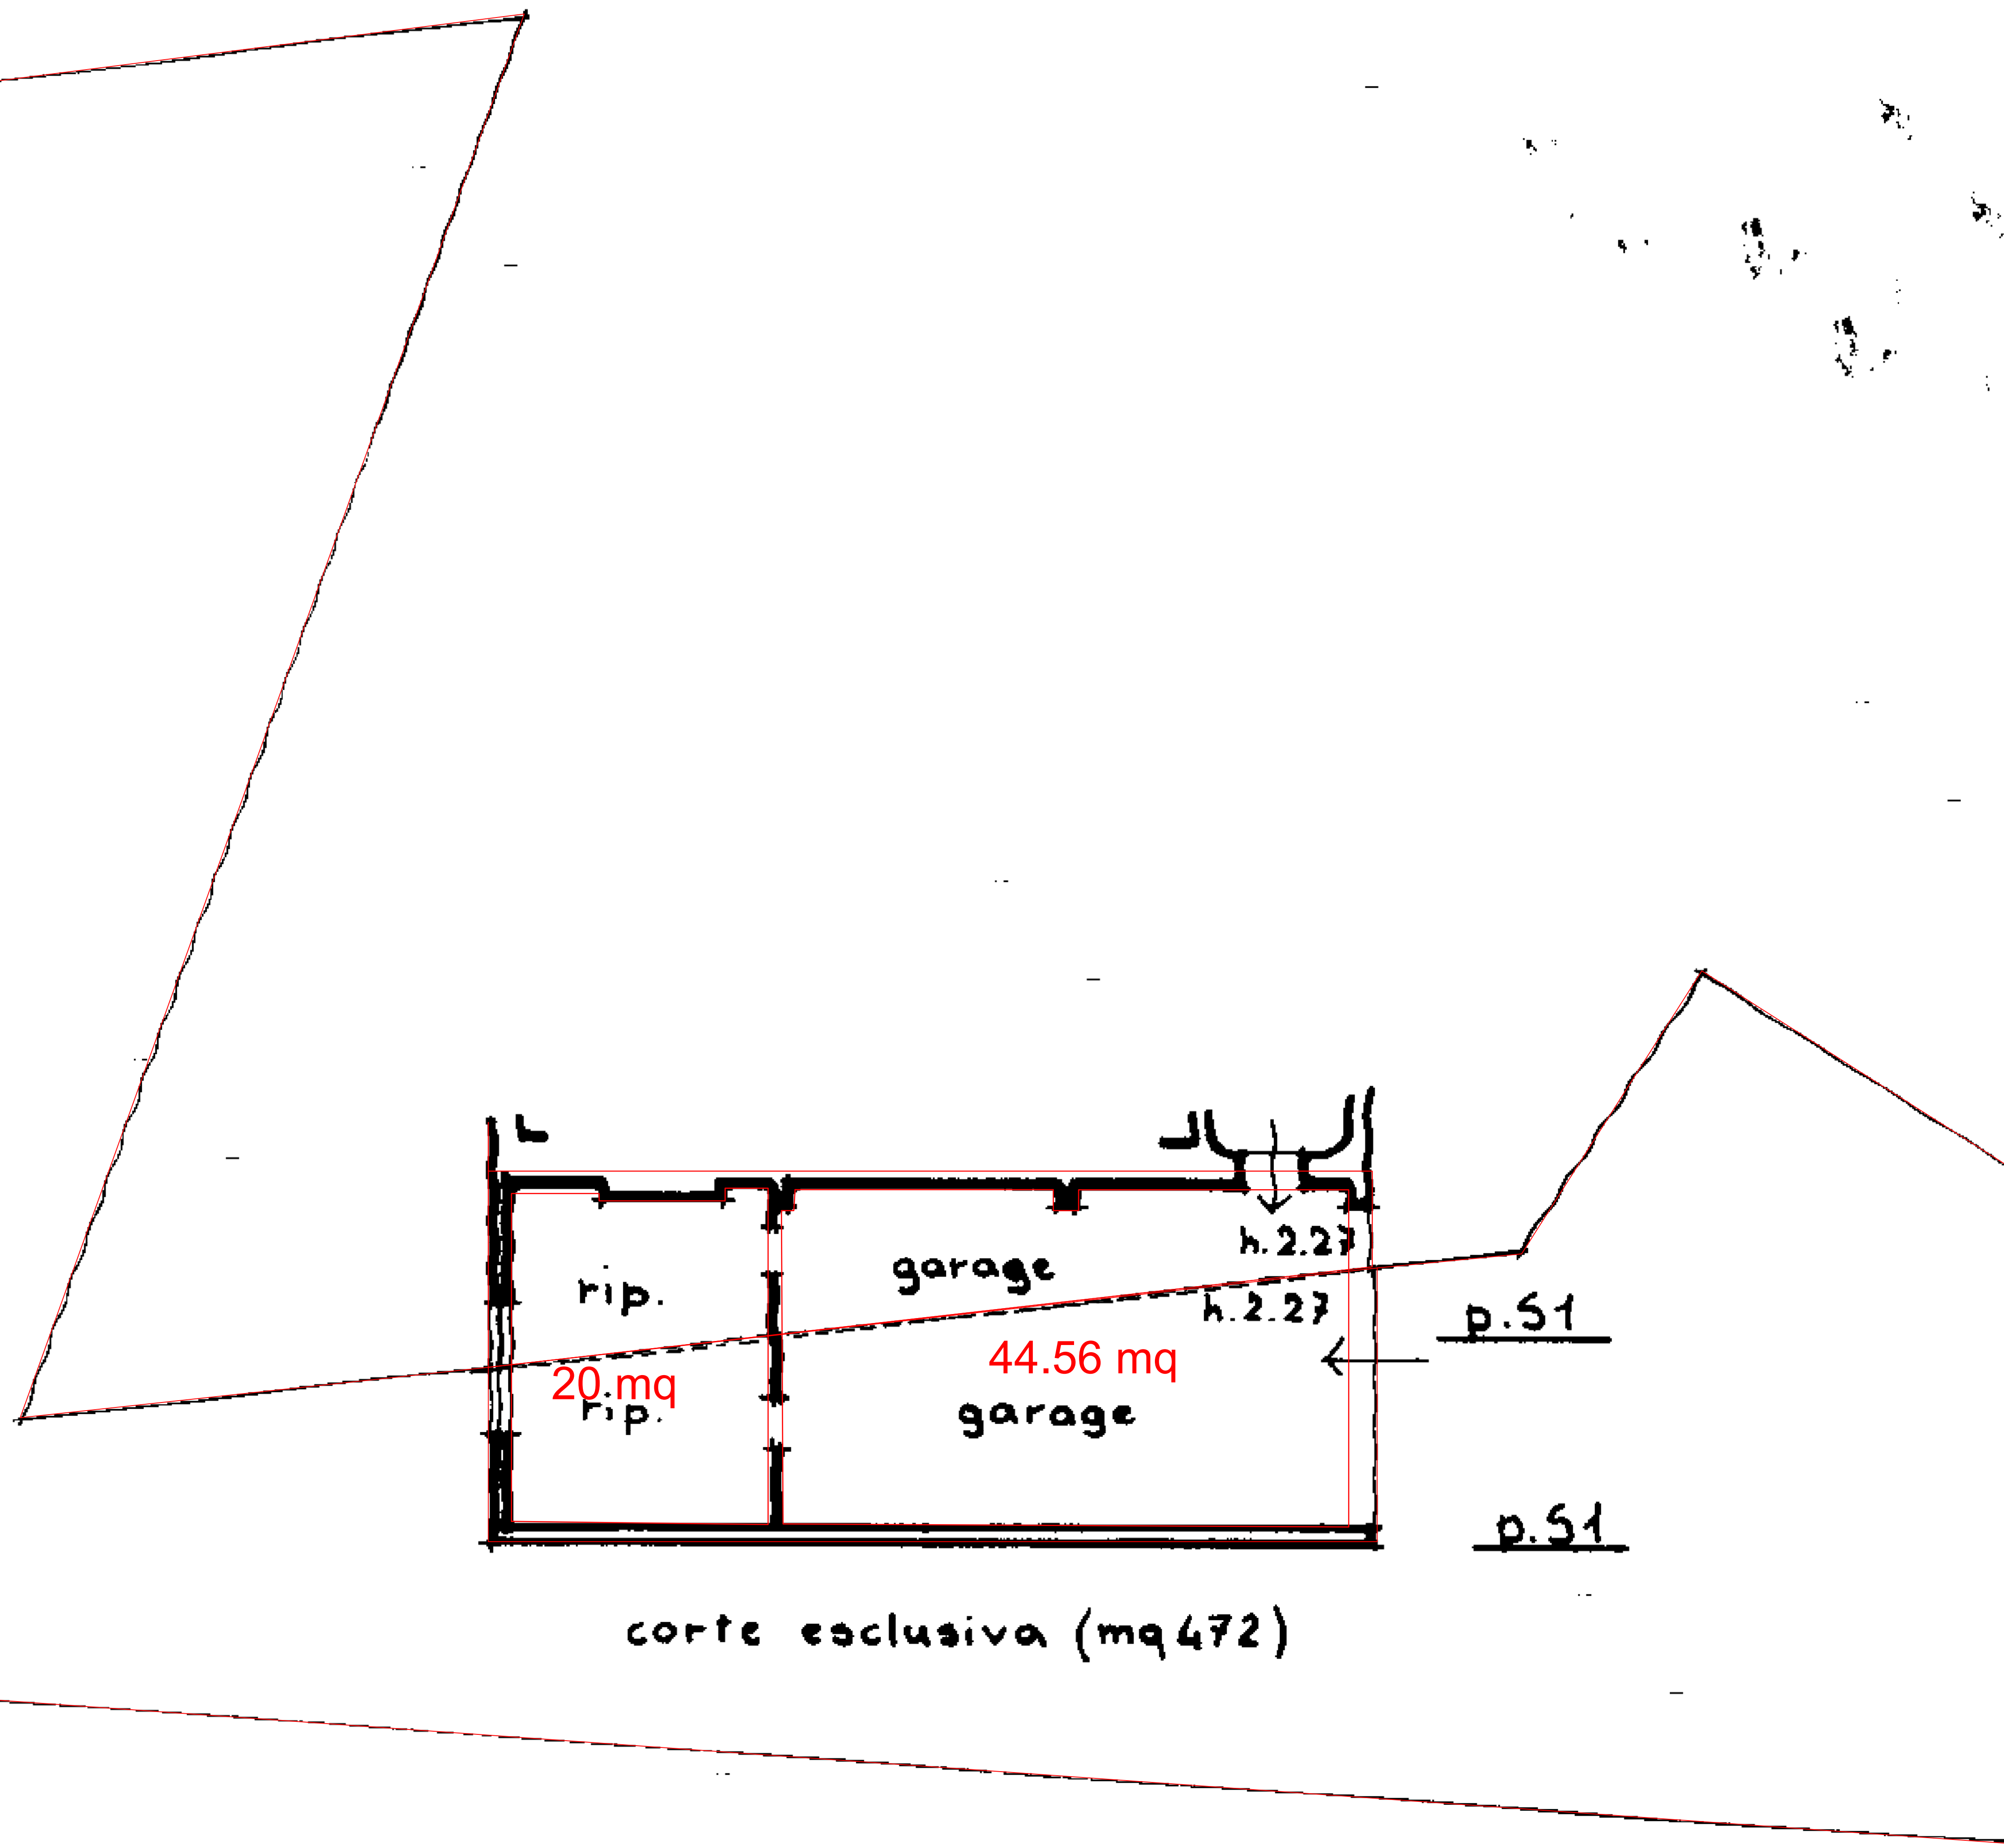 h.2.27
garage
rip.
h.2.27
p.S1
44.56 mq
20 mq
rip.
garage
p.S1
corte esclusiva (mq 472)